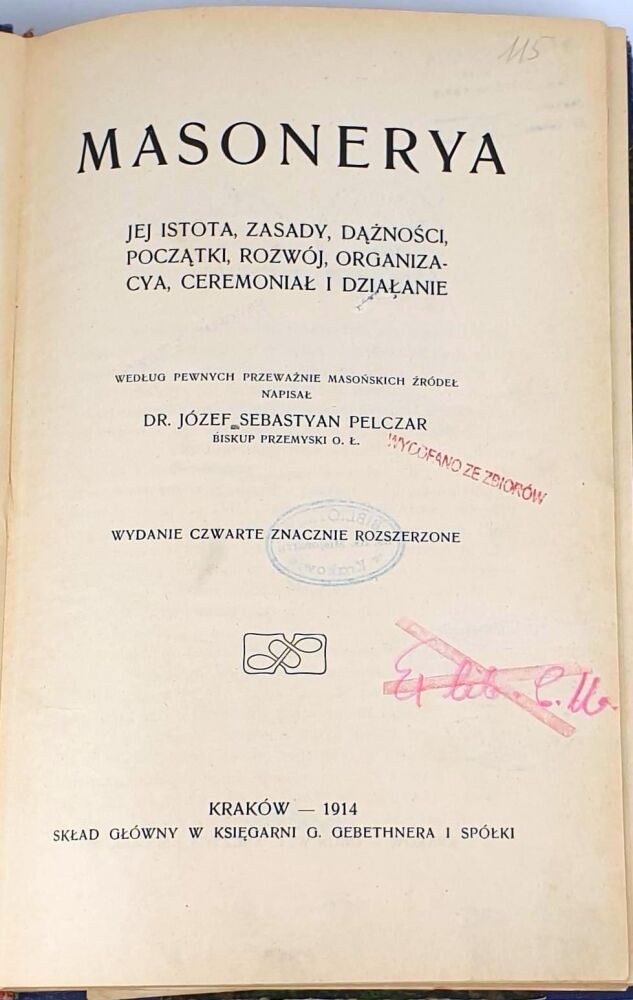 115
MASONERYA
JEJ ISTOTA, ZASADY, DĄŻNOŚCI,
POCZĄTKI, ROZWÓJ, ORGANIZA-
CYA, CEREMONIAŁ I DZIAŁANIE
WEDŁUG PEWNYCH PRZEWAŻNIE MASOŃSKICH ŹRÓDEŁ
NAPISAŁ
DR. JÓZEF SEBASTYAN PELCZAR
BISKUP PRZEMYSKI O. Ł.
WYCOFANO ZE ZBIORÓW
WYDANIE CZWARTE ZNACZNIE ROZSZERZONE
Ex lib. C.M.
KRAKÓW — 1914
SKŁAD GŁÓWNY W KSIĘGARNI G. GEBETHNERA I SPÓŁKI